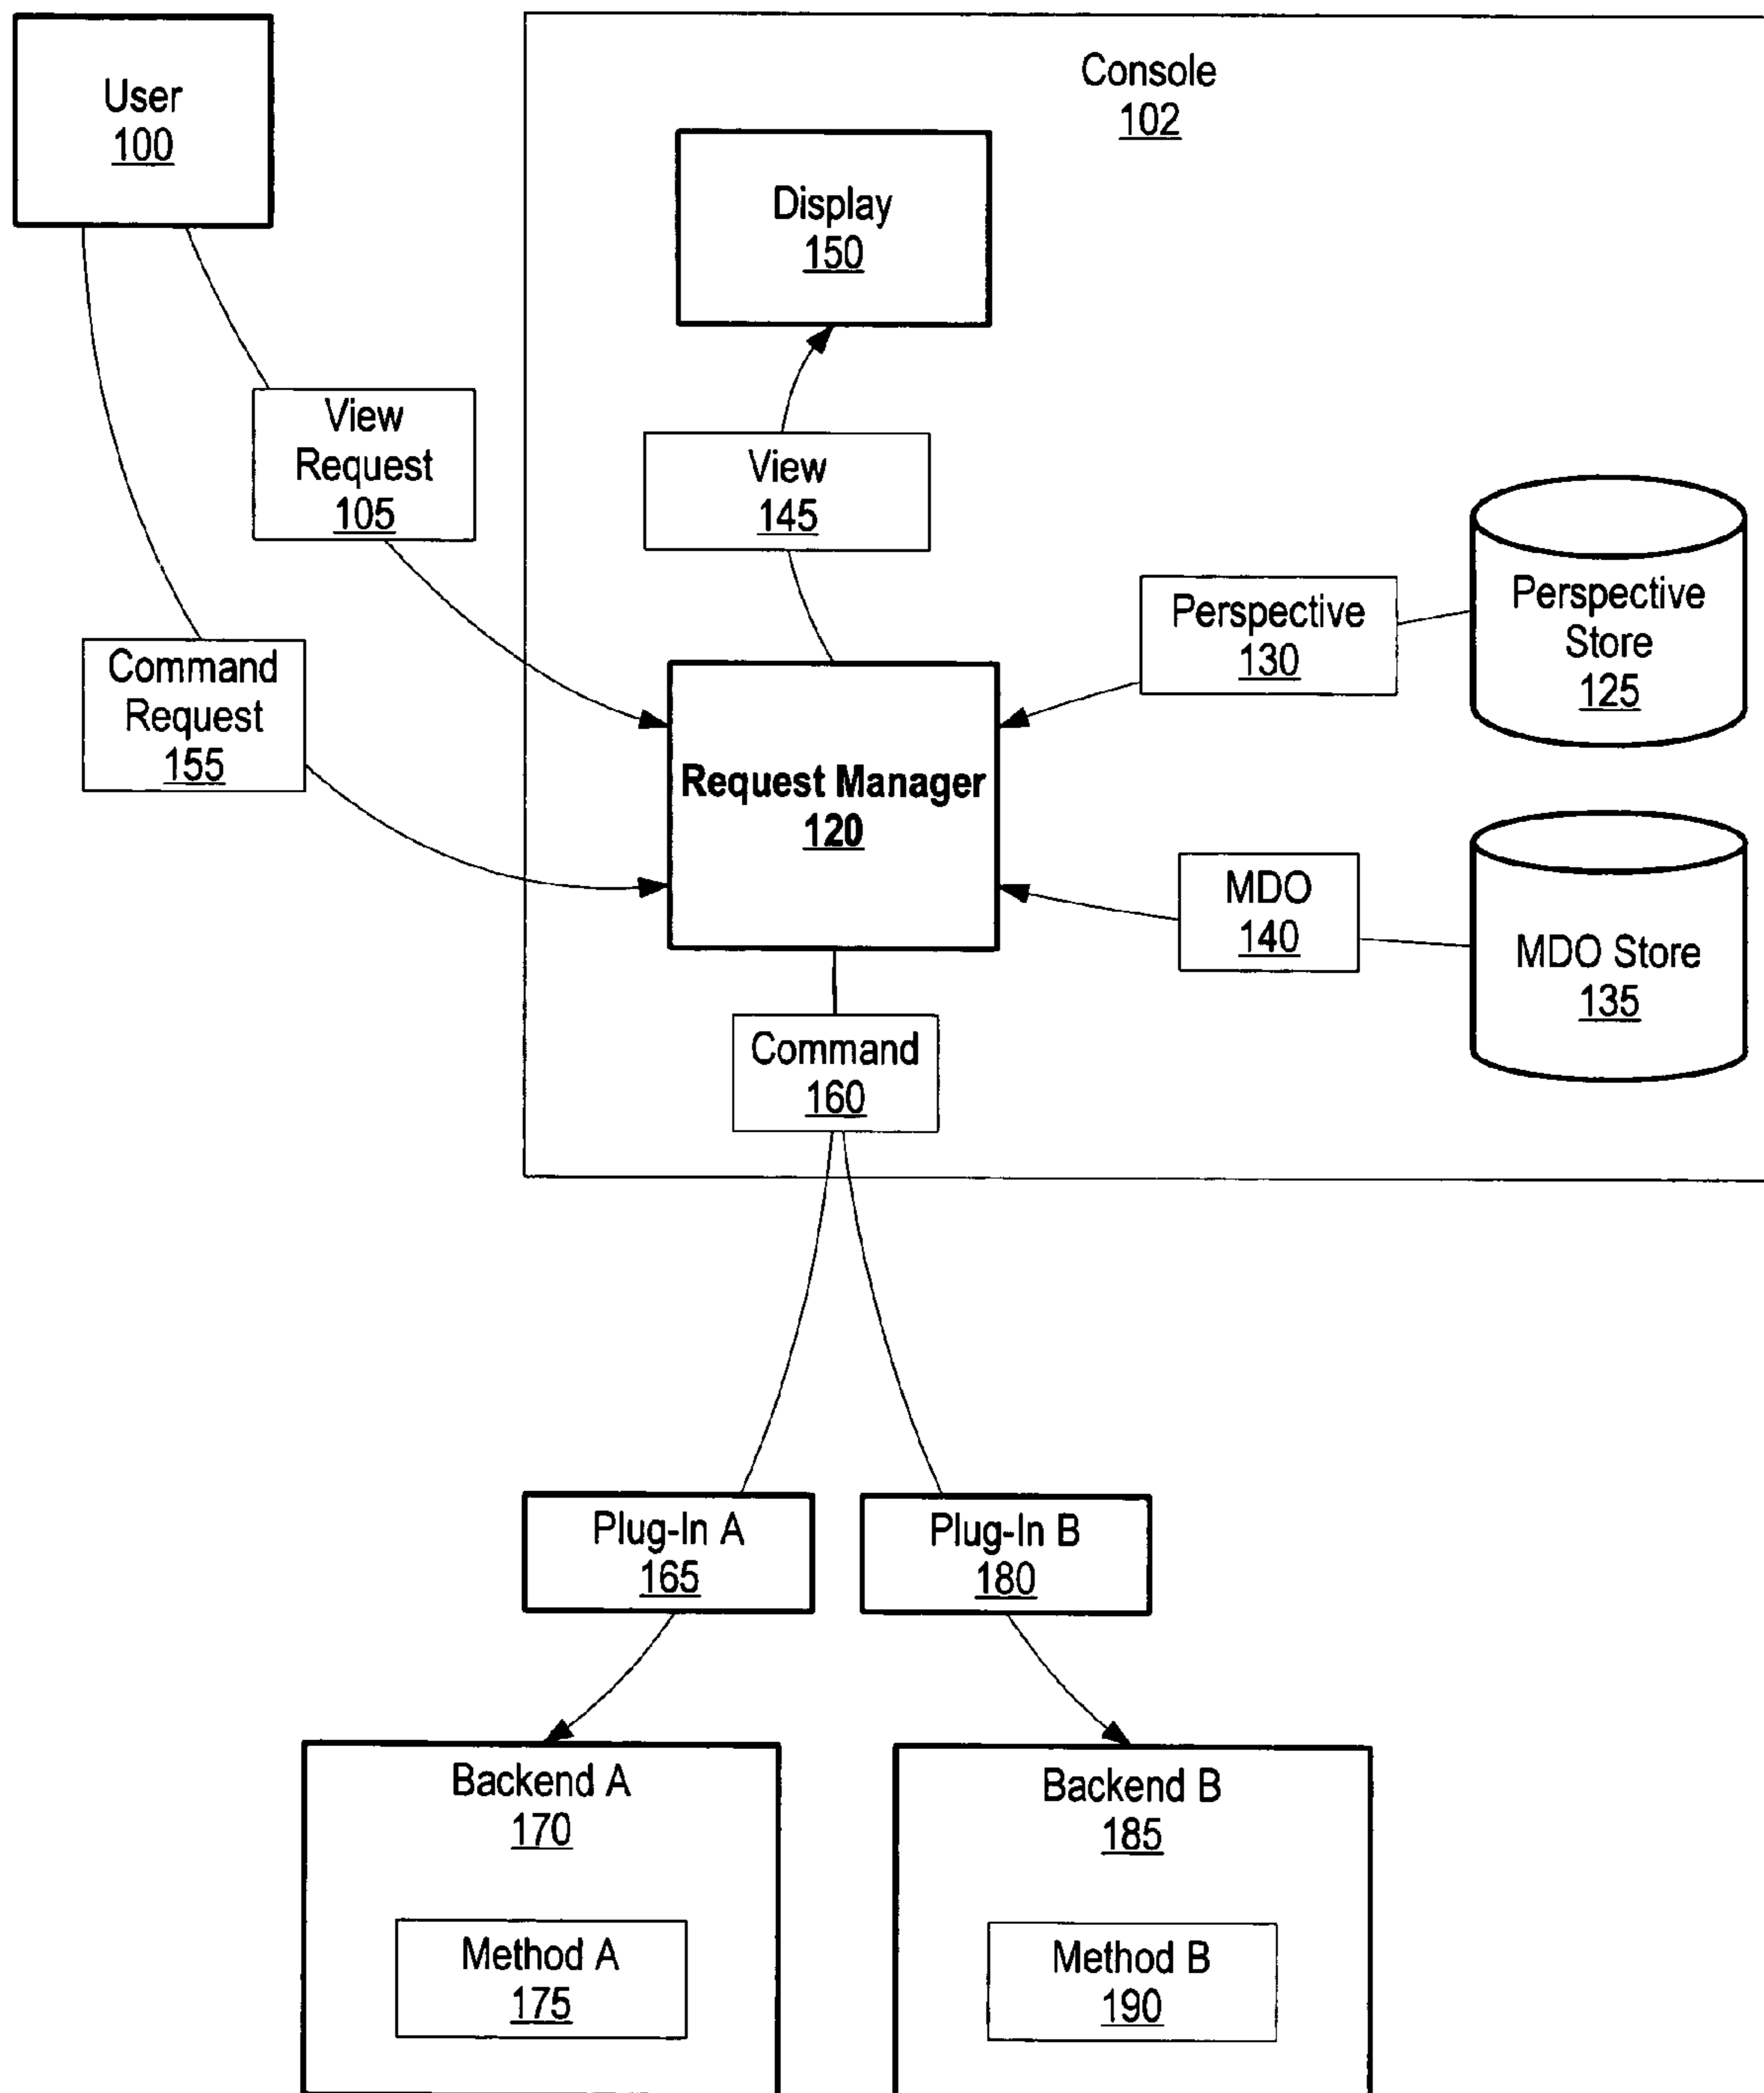 User
100
Console
102
Display
150
View
Request
105
View
145
Perspective
130
Perspective
Store
125
Command
Request
155
Request Manager
120
MDO
140
MDO Store
135
Command
160
Plug-In A
165
Plug-In B
180
Backend A
170
Backend B
185
Method A
175
Method B
190